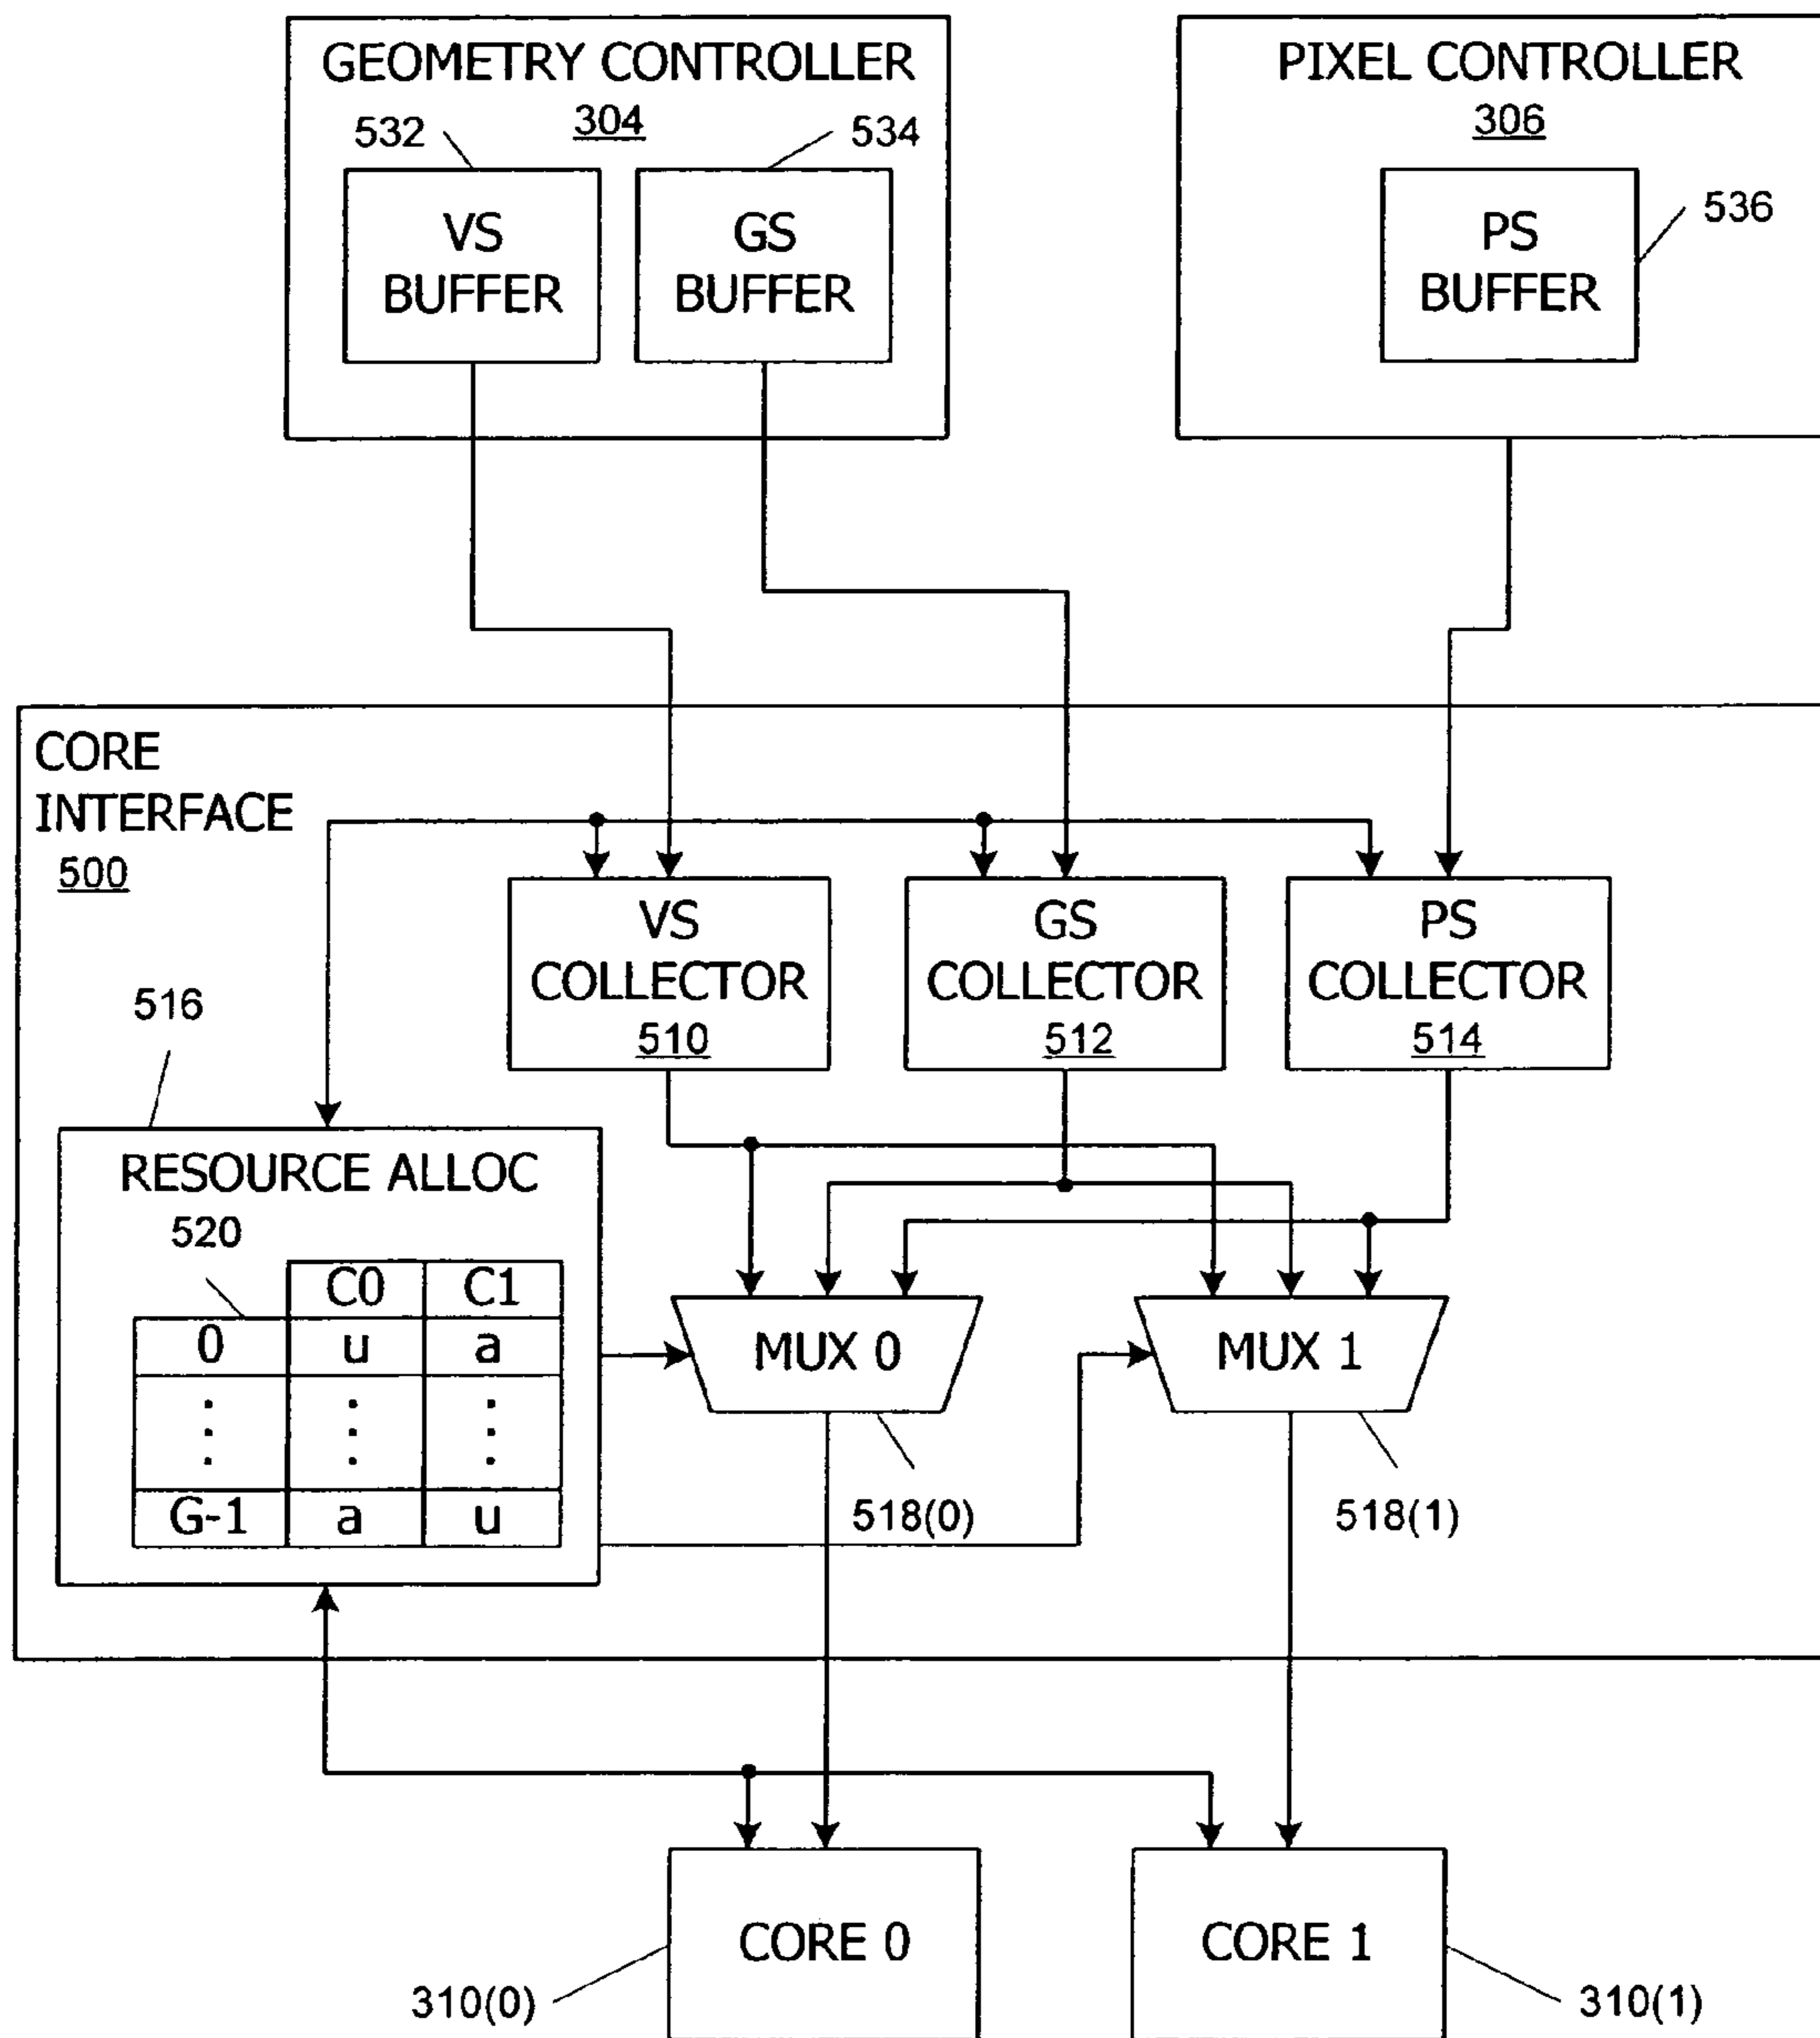 GEOMETRY CONTROLLER
304
532
534
VS
BUFFER
GS
BUFFER
PIXEL CONTROLLER
306
PS
BUFFER
536
CORE
INTERFACE
500
VS
COLLECTOR
510
GS
COLLECTOR
512
PS
COLLECTOR
514
516
RESOURCE ALLOC
520
C0 C1
0 u a
G-1 a u
MUX 0
MUX 1
518(0)
518(1)
CORE 0
CORE 1
310(0)
310(1)